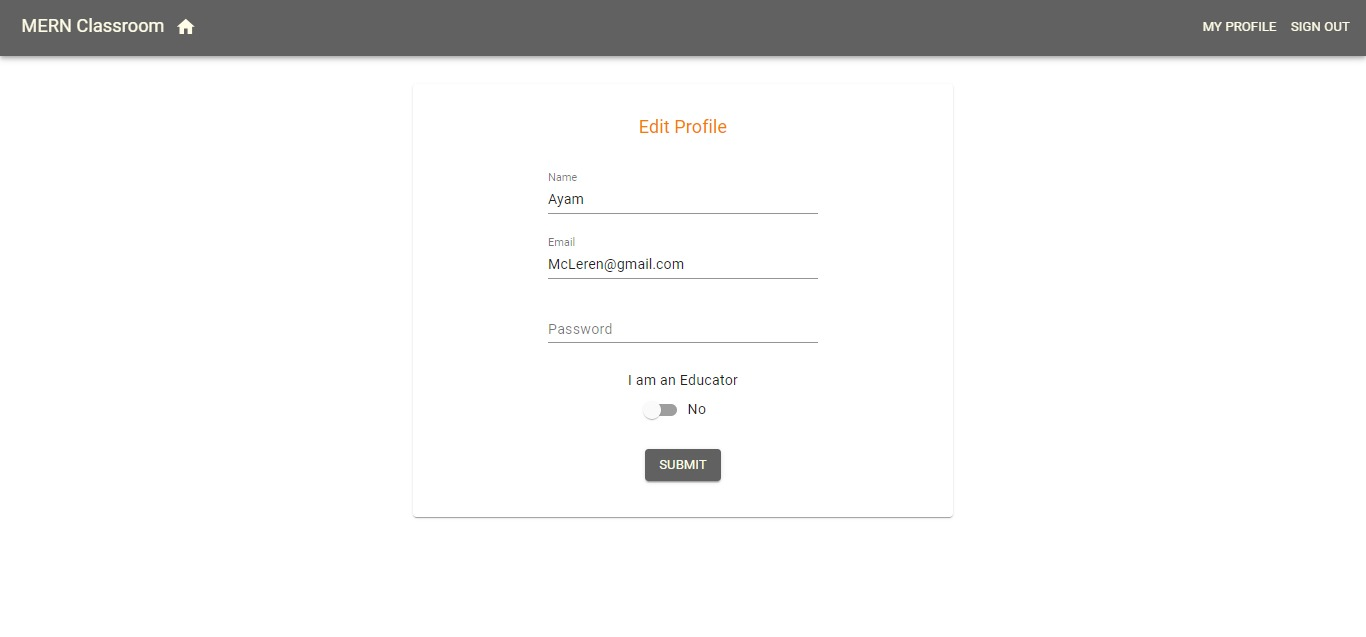 MERN Classroom MY PROFILE SIGN OUT
Edit Profile
Name
Ayam
Email
McLeren@gmail.com
Password
I am an Educator
No
SUBMIT